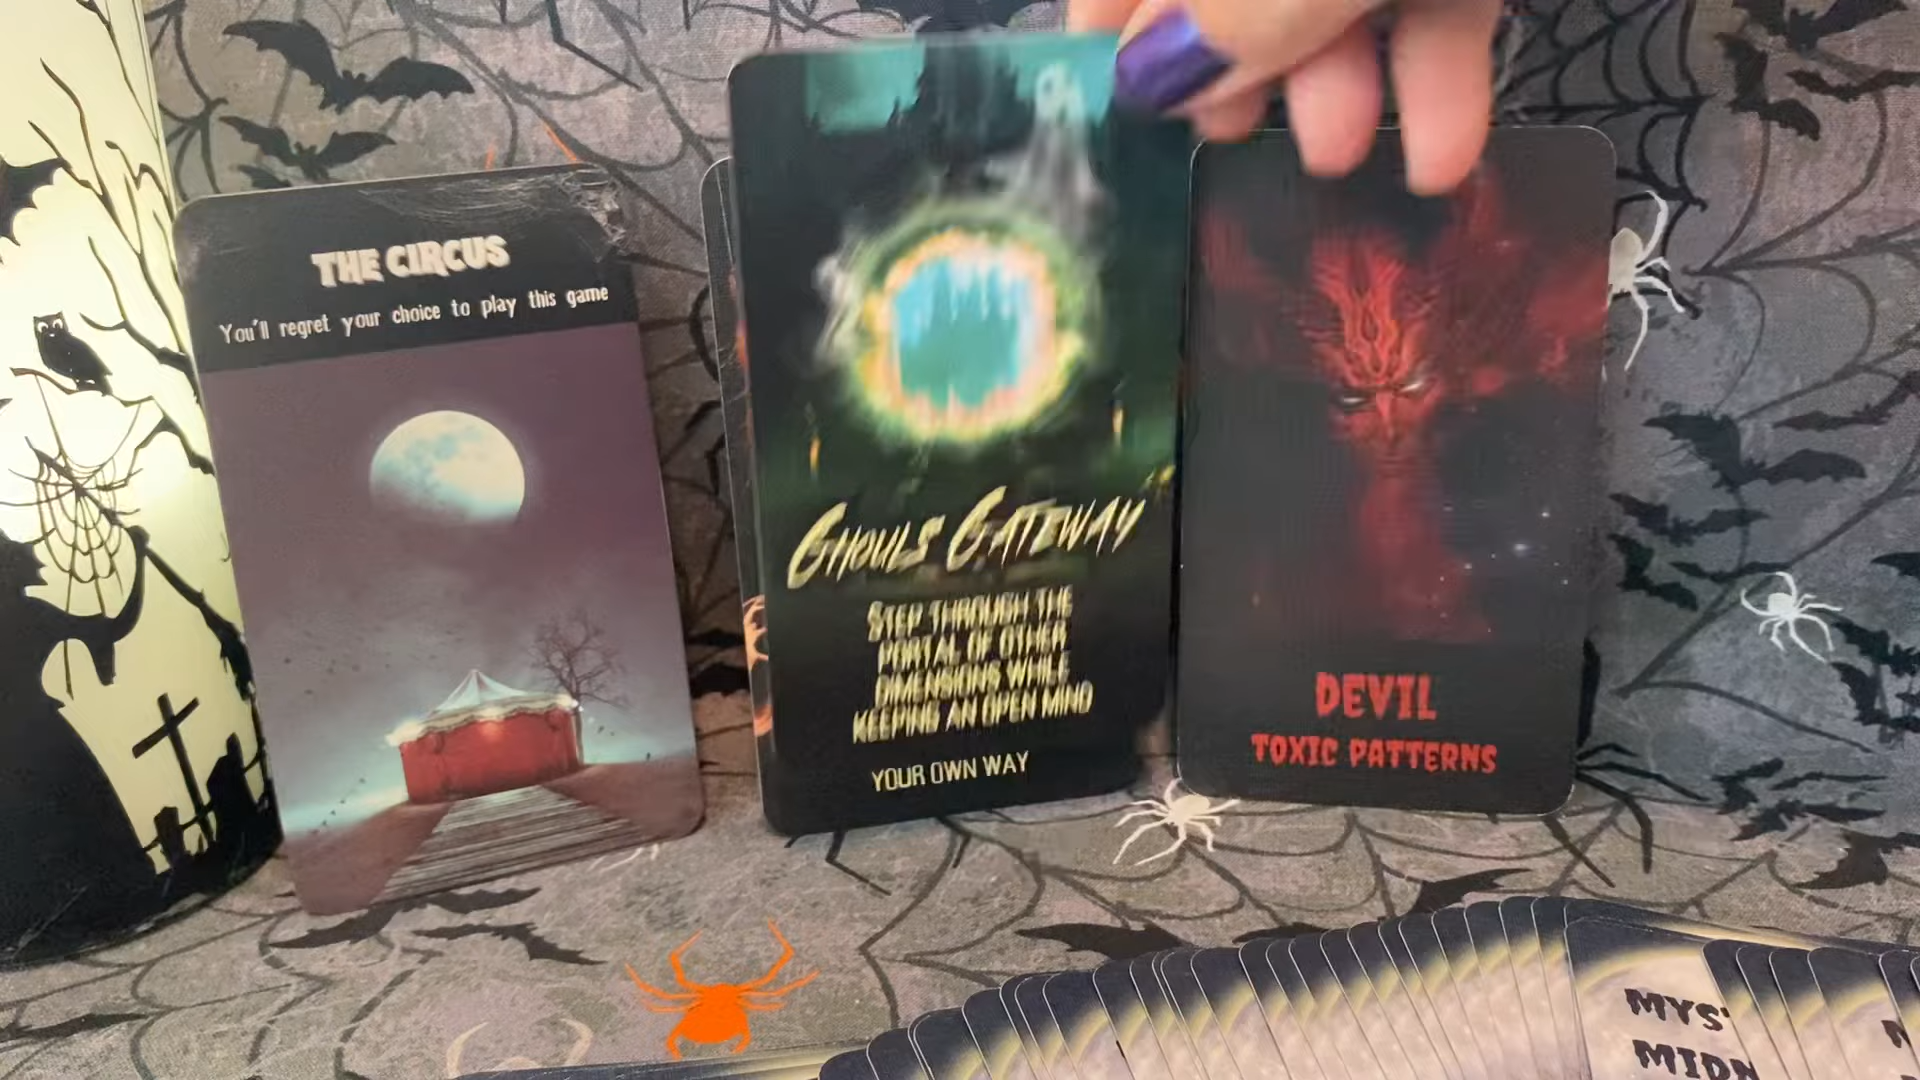 THE CIRCUS
You'll regret your choice to play this game
GHOULS GATEWAY
STEP THROUGH THE
PORTAL OF OTHER
DIMENSIONS WHILE
KEEPING AN OPEN MIND
YOUR OWN WAY
DEVIL
TOXIC PATTERNS